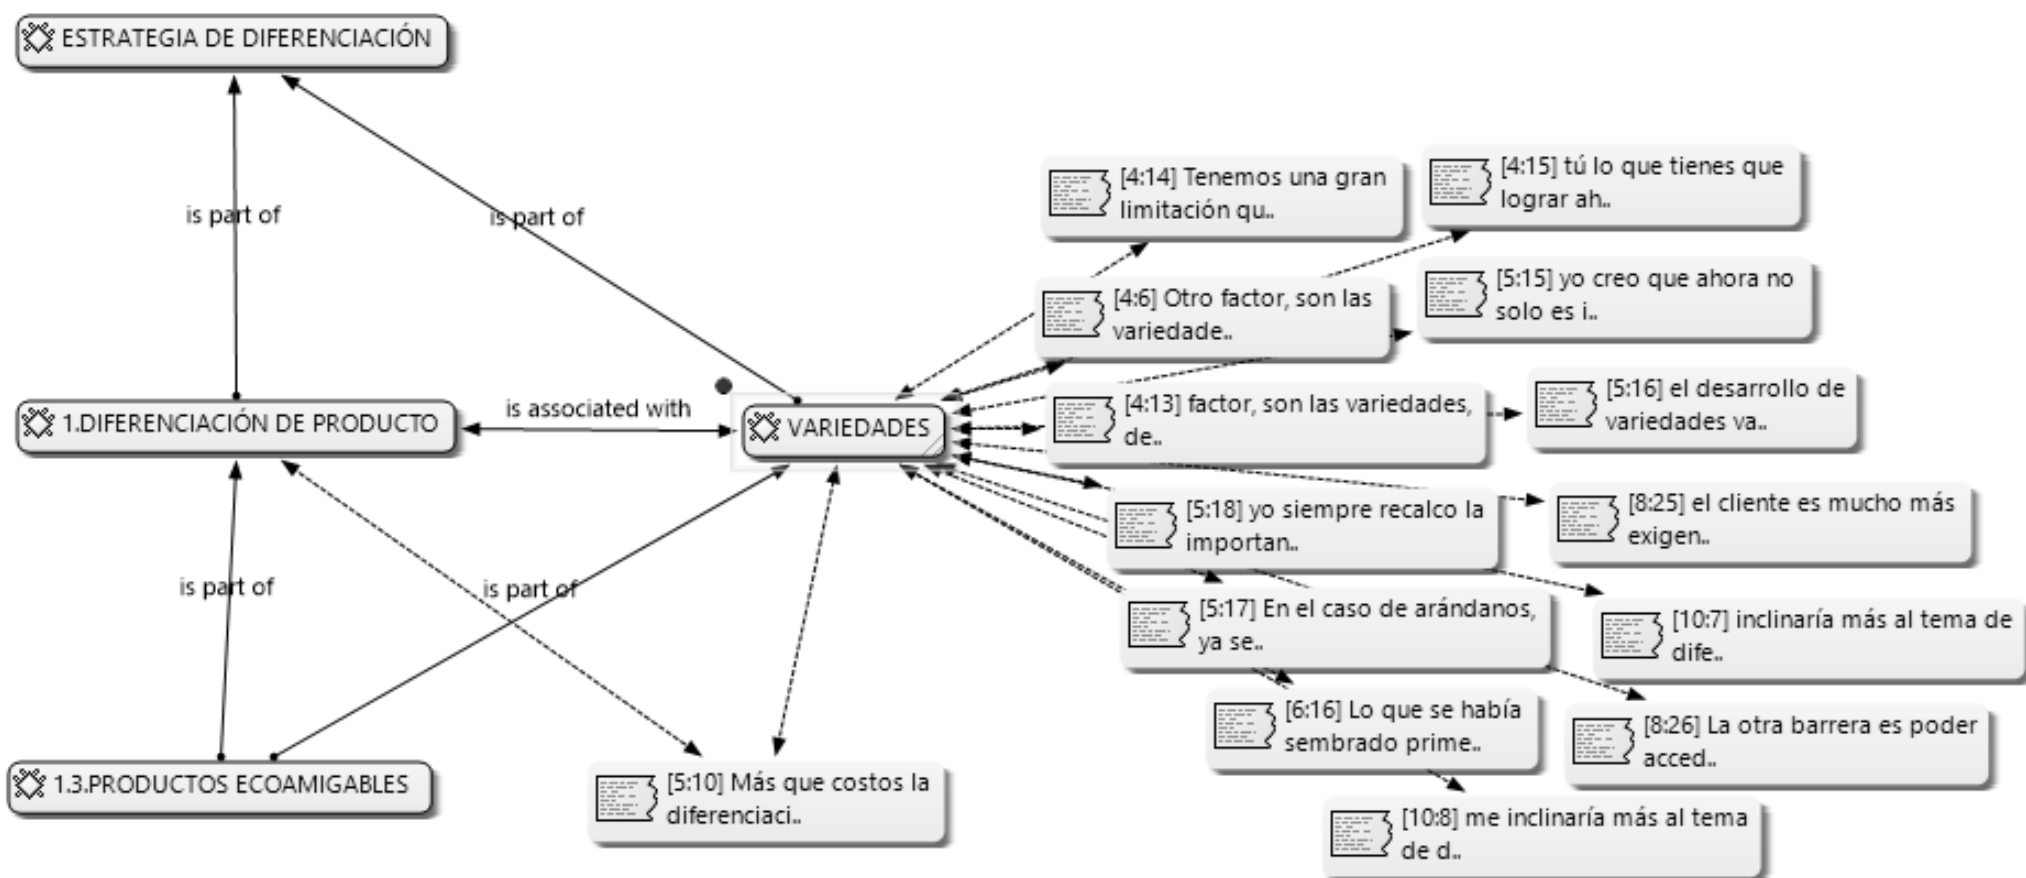 ESTRATEGIA DE DIFERENCIACIÓN
is part of
is part of
[4:14] Tenemos una gran
limitación qu..
[4:15] tú lo que tienes que
lograr ah..
[4:6] Otro factor, son las
variedade..
[5:15] yo creo que ahora no
solo es i..
1.DIFERENCIACIÓN DE PRODUCTO
is associated with
VARIEDADES
[4:13] factor, son las variedades,
de..
[5:16] el desarrollo de
variedades va..
[5:18] yo siempre recalco la
importan..
[8:25] el cliente es mucho más
exigen..
is part of
is part of
[5:17] En el caso de arándanos,
ya se..
[10:7] inclinaría más al tema de
dife..
[6:16] Lo que se había
sembrado prime..
[8:26] La otra barrera es poder
acced..
1.3.PRODUCTOS ECOAMIGABLES
[5:10] Más que costos la
diferenciaci..
[10:8] me inclinaría más al tema
de d..